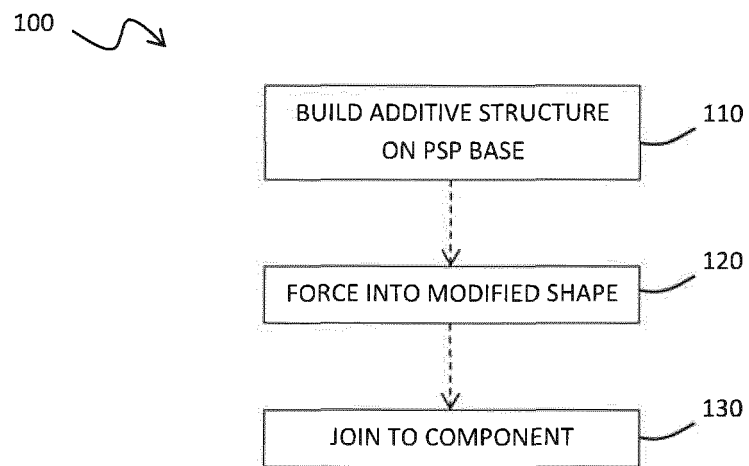 100
BUILD ADDITIVE STRUCTURE
ON PSP BASE
110
FORCE INTO MODIFIED SHAPE
120
JOIN TO COMPONENT
130